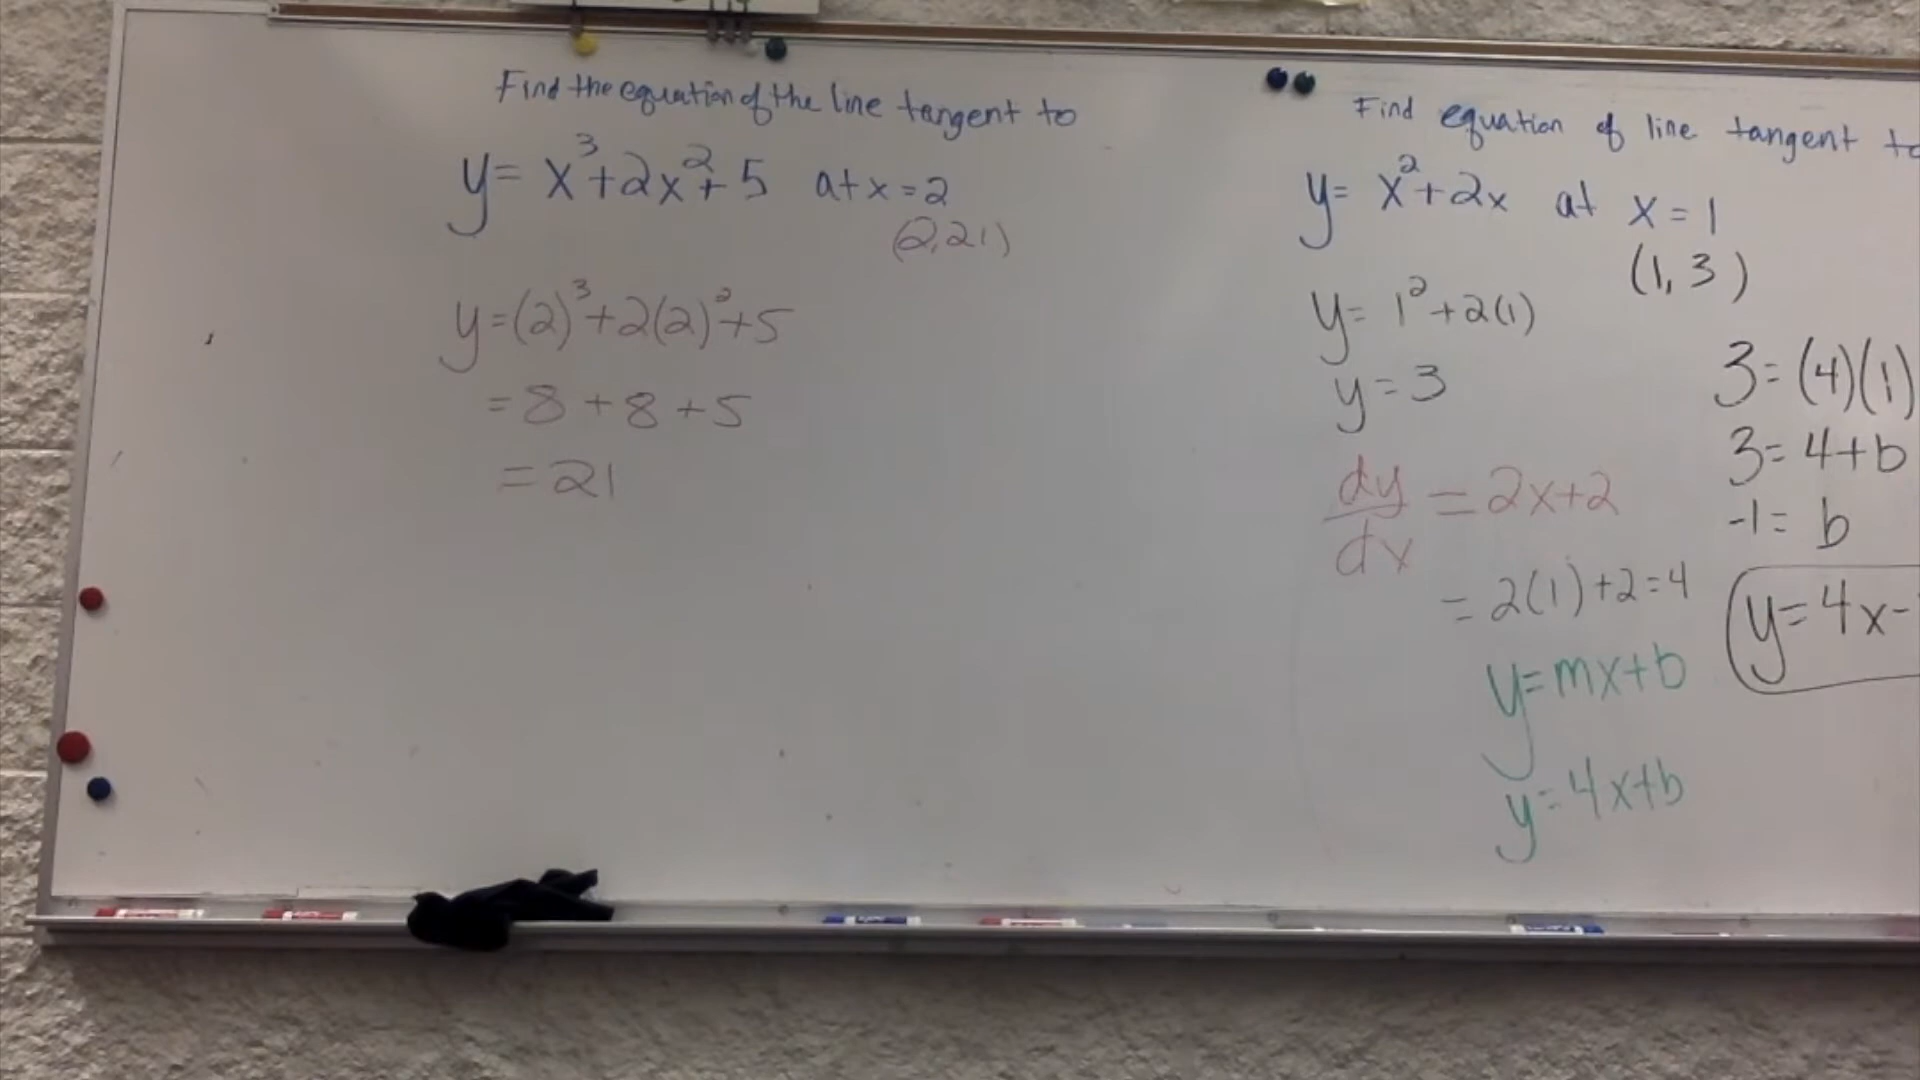 Find the equation of the line tangent to
y = x³ + 2x² + 5 at x = 2
(2, 21)
y = (2)³ + 2(2)² + 5
= 8 + 8 + 5
= 21
Find equation of line tangent to
y = x² + 2x at x = 1
(1, 3)
y = 1² + 2(1)
y = 3
dy/dx = 2x + 2
= 2(1) + 2 = 4
y = mx + b
y = 4x + b
3 = (4)(1)
3 = 4 + b
-1 = b
y = 4x -